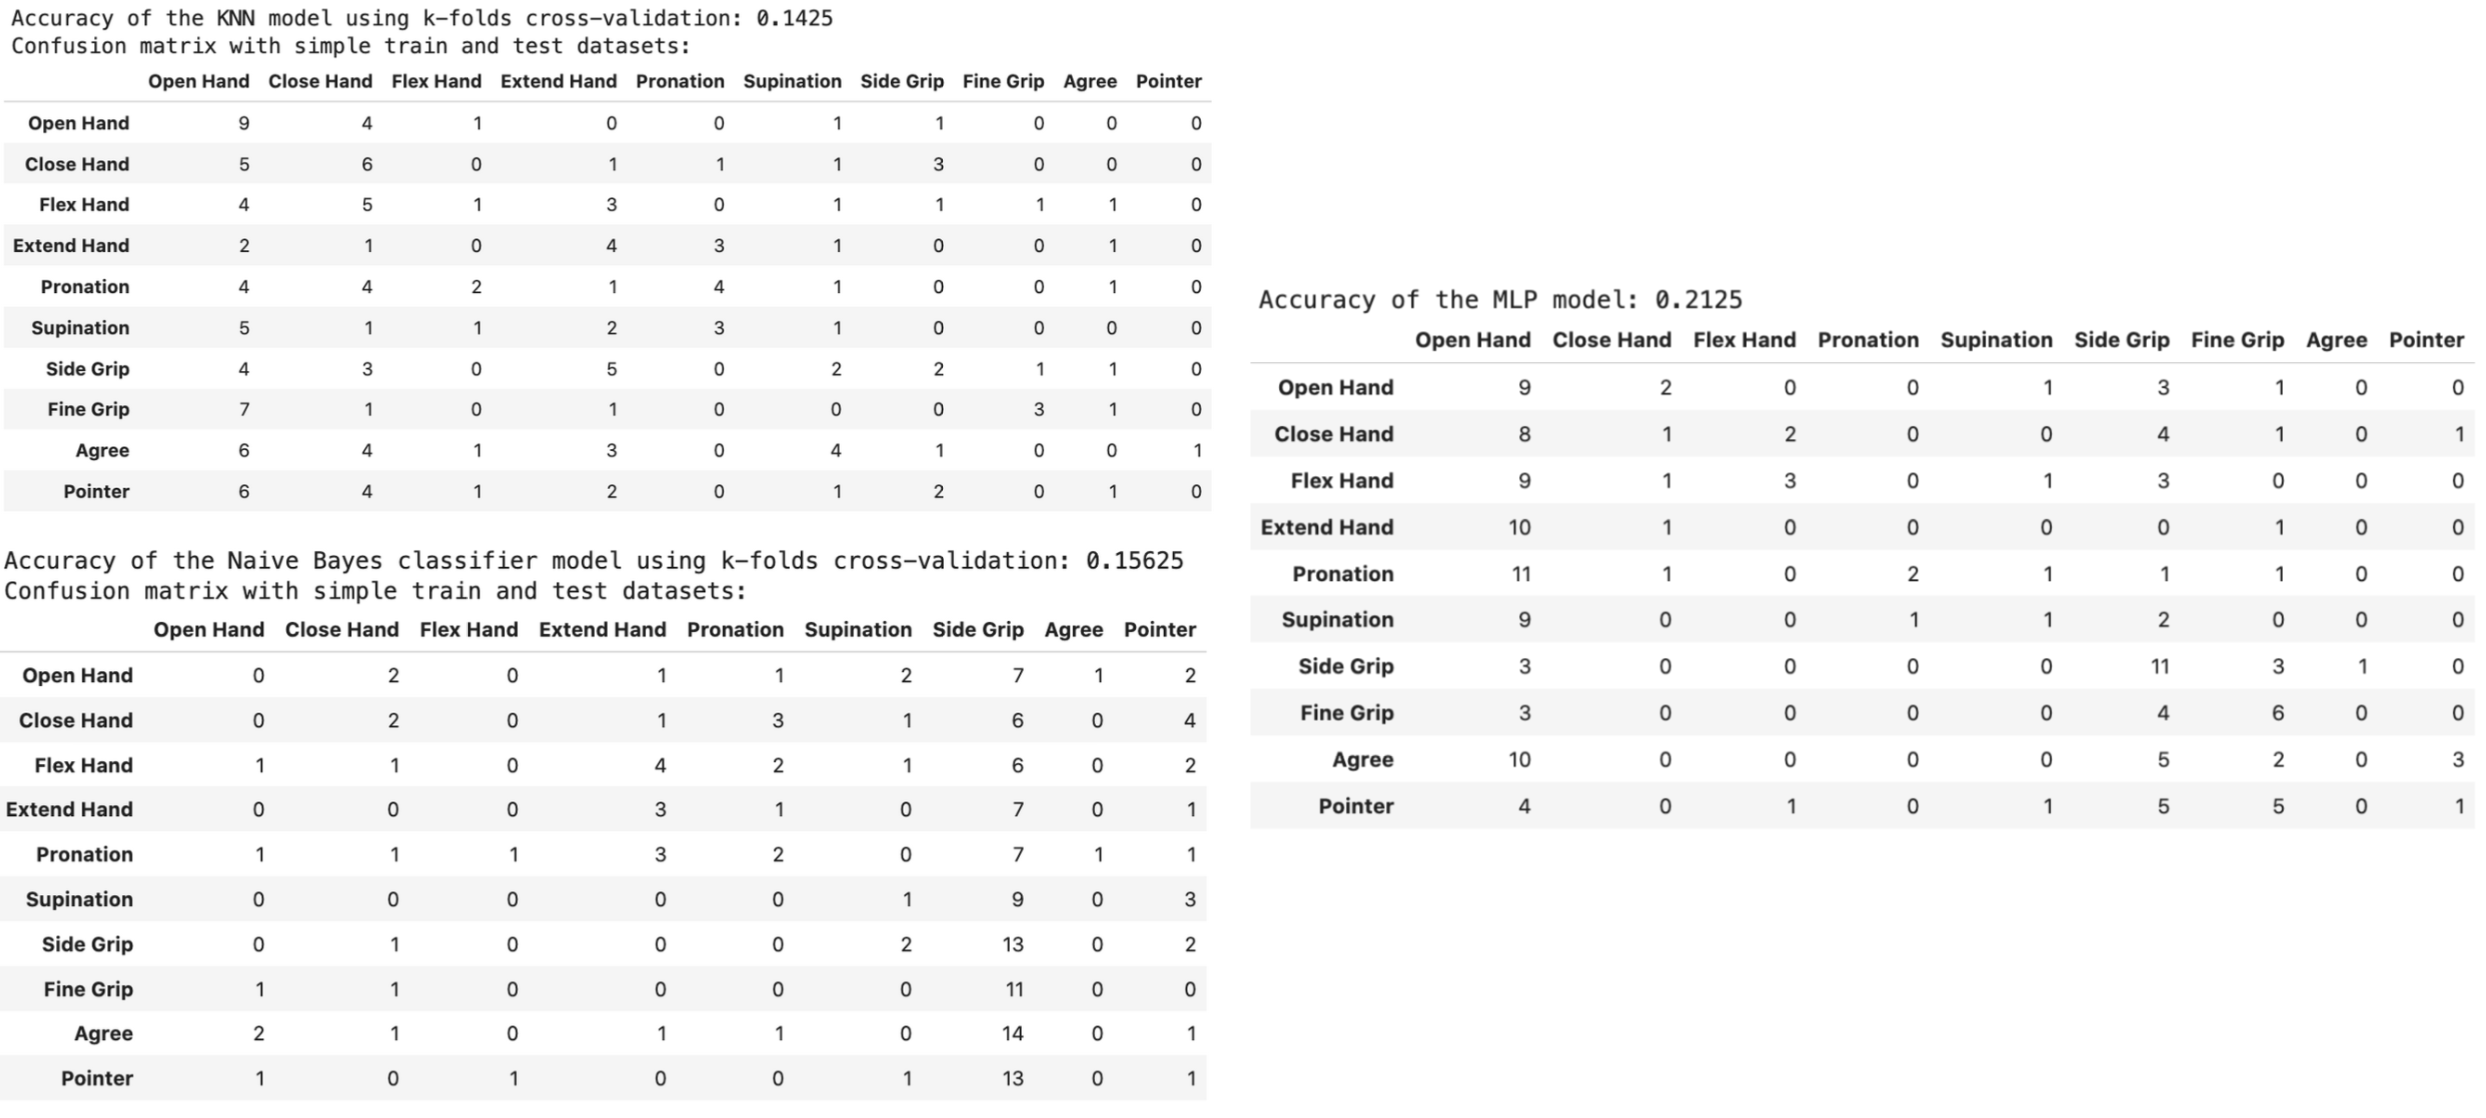 Accuracy of the KNN model using k-folds cross-validation: 0.1425
Confusion matrix with simple train and test datasets:
Open Hand Close Hand Flex Hand Extend Hand Pronation Supination Side Grip Fine Grip Agree Pointer
Open Hand 9 4 1 0 0 1 1 0 0 0
Close Hand 5 6 0 1 1 1 3 0 0 0
Flex Hand 4 5 1 3 0 1 1 1 1 0
Extend Hand 2 1 0 4 3 1 0 0 1 0
Pronation 4 4 2 1 4 1 0 0 1 0
Supination 5 1 1 2 3 1 0 0 0 0
Side Grip 4 3 0 5 0 2 2 1 1 0
Fine Grip 7 1 0 1 0 0 0 3 1 0
Agree 6 4 1 3 0 4 1 0 0 1
Pointer 6 4 1 2 0 1 2 0 1 0
Accuracy of the Naive Bayes classifier model using k-folds cross-validation: 0.15625
Confusion matrix with simple train and test datasets:
Open Hand Close Hand Flex Hand Extend Hand Pronation Supination Side Grip Agree Pointer
Open Hand 0 2 0 1 1 2 7 1 2
Close Hand 0 2 0 1 3 1 6 0 4
Flex Hand 1 1 0 4 2 1 6 0 2
Extend Hand 0 0 0 3 1 0 7 0 1
Pronation 1 1 1 3 2 0 7 1 1
Supination 0 0 0 0 0 1 9 0 3
Side Grip 0 1 0 0 0 2 13 0 2
Fine Grip 1 1 0 0 0 0 11 0 0
Agree 2 1 0 1 1 0 14 0 1
Pointer 1 0 1 0 0 1 13 0 1
Accuracy of the MLP model: 0.2125
Open Hand Close Hand Flex Hand Pronation Supination Side Grip Fine Grip Agree Pointer
Open Hand 9 2 0 0 1 3 1 0 0
Close Hand 8 1 2 0 0 4 1 0 1
Flex Hand 9 1 3 0 1 3 0 0 0
Extend Hand 10 1 0 0 0 0 1 0 0
Pronation 11 1 0 2 1 1 1 0 0
Supination 9 0 0 1 1 2 0 0 0
Side Grip 3 0 0 0 0 11 3 1 0
Fine Grip 3 0 0 0 0 4 6 0 0
Agree 10 0 0 0 0 5 2 0 3
Pointer 4 0 1 0 1 5 5 0 1